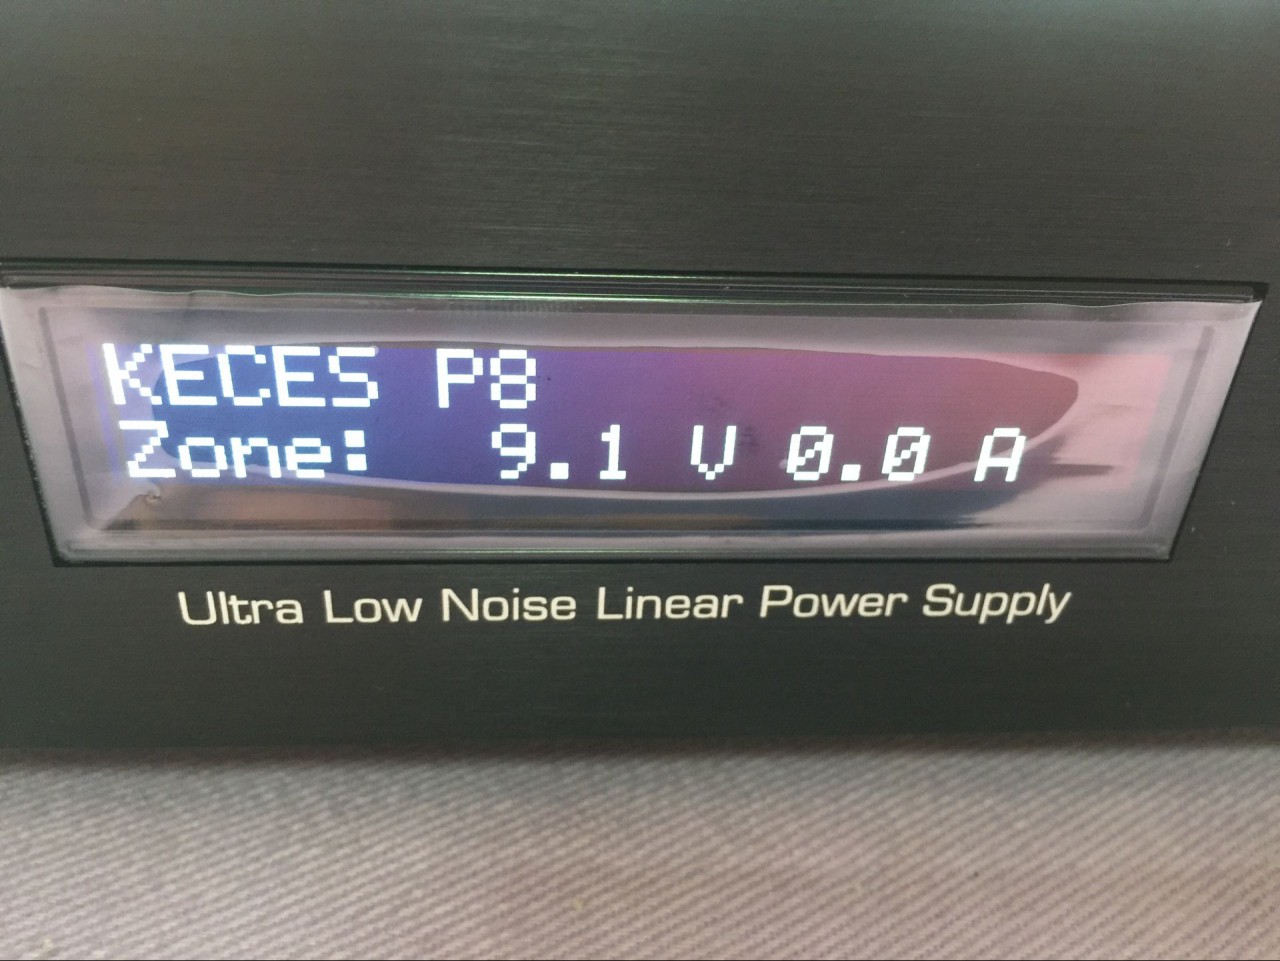 KECES P8
Zone: 9.1 V 0.0 A
Ultra Low Noise Linear Power Supply